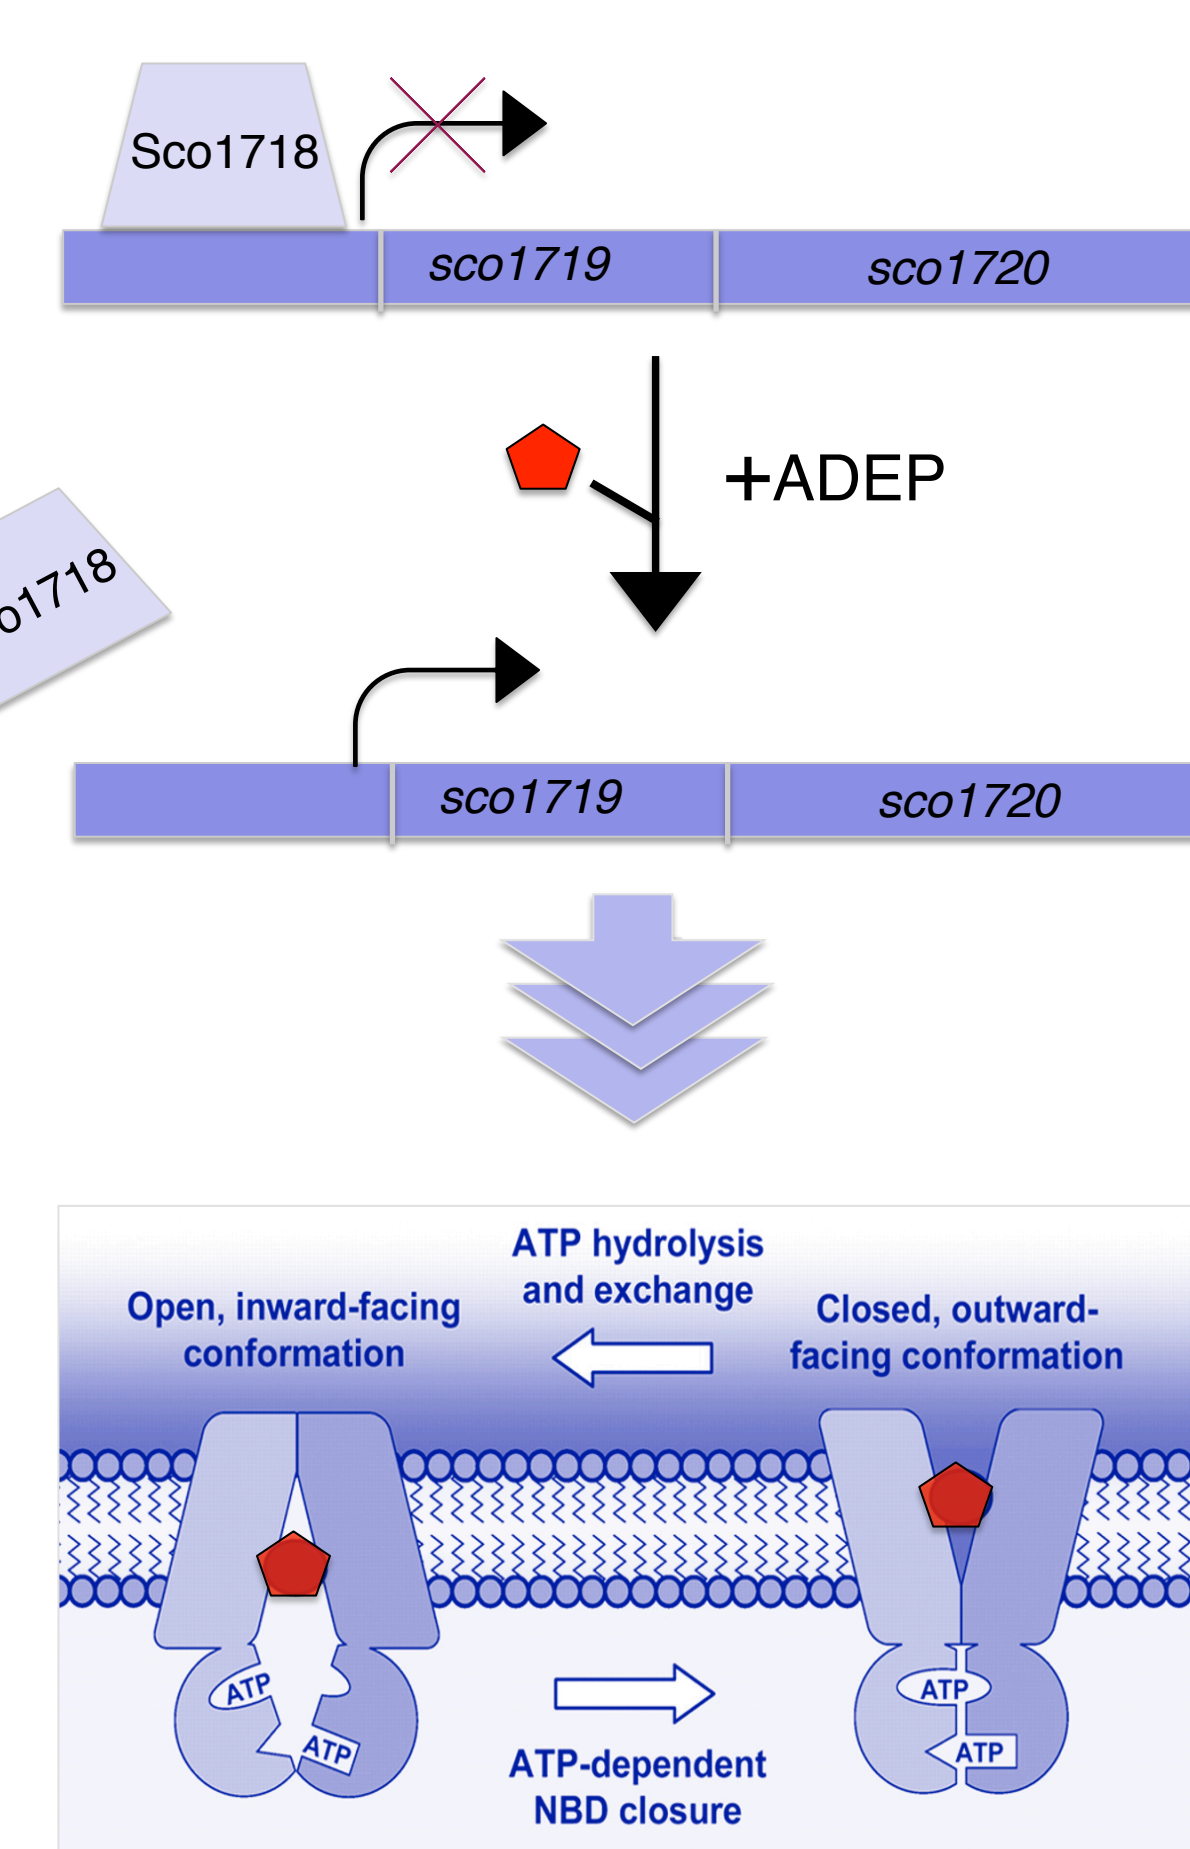 Sco1718
sco1719
sco1720
+ADEP
o1718
sco1719
sco1720
ATP hydrolysis
and exchange
Open, inward-facing
conformation
Closed, outward-
facing conformation
ATP
ATP
ATP
ATP
ATP-dependent
NBD closure